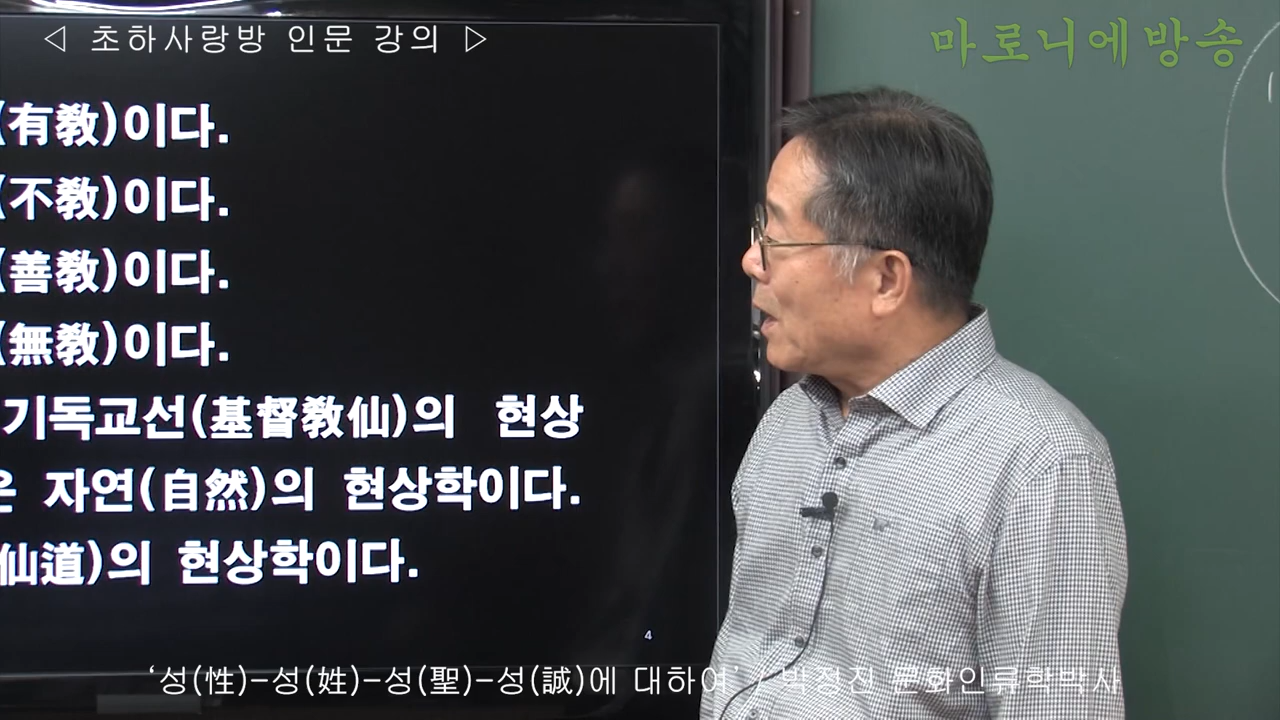 ◁ 초하사랑방 인문 강의 ▷
마로니에방송
(有敎)이다.
(不敎)이다.
(善敎)이다.
(無敎)이다.
기독교선(基督敎仙)의 현상
은 자연(自然)의 현상학이다.
仙道)의 현상학이다.
4
‘성(性)-성(姓)-성(聖)-성(誠)에 대하여’ / 박정진 문화인류학박사